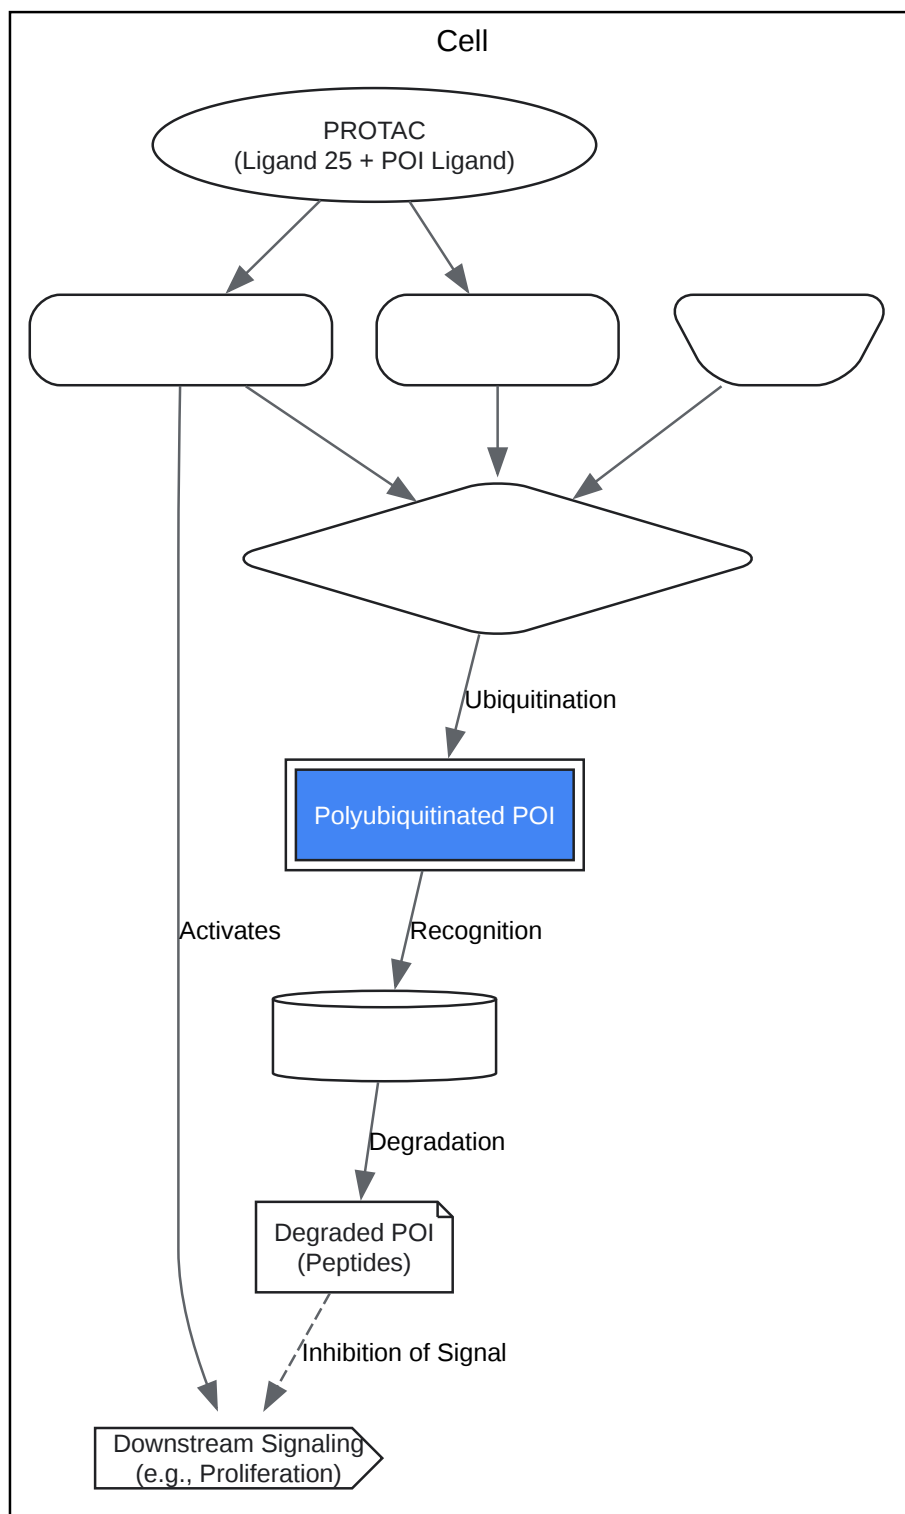 Cell
PROTAC
(Ligand 25 + POI Ligand)
Ubiquitination
Polyubiquitinated POI
Activates
Recognition
Degradation
Degraded POI
(Peptides)
Inhibition of Signal
Downstream Signaling
(e.g., Proliferation)